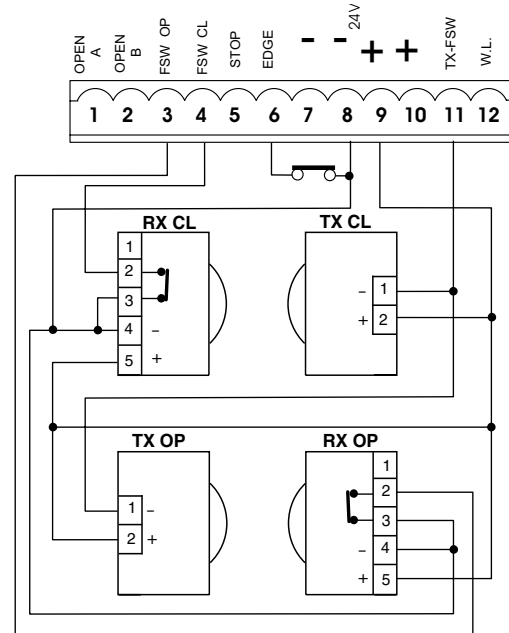 OPEN A
OPEN B
FSW OP
FSW CL
STOP
EDGE
- - 24V + +
TX-FSW
W.L.
1 2 3 4 5 6 7 8 9 10 11 12
RX CL
1
2
3
4 -
5 +
TX CL
- 1
+ 2
TX OP
1 -
2 +
RX OP
1
2
3
- 4
+ 5